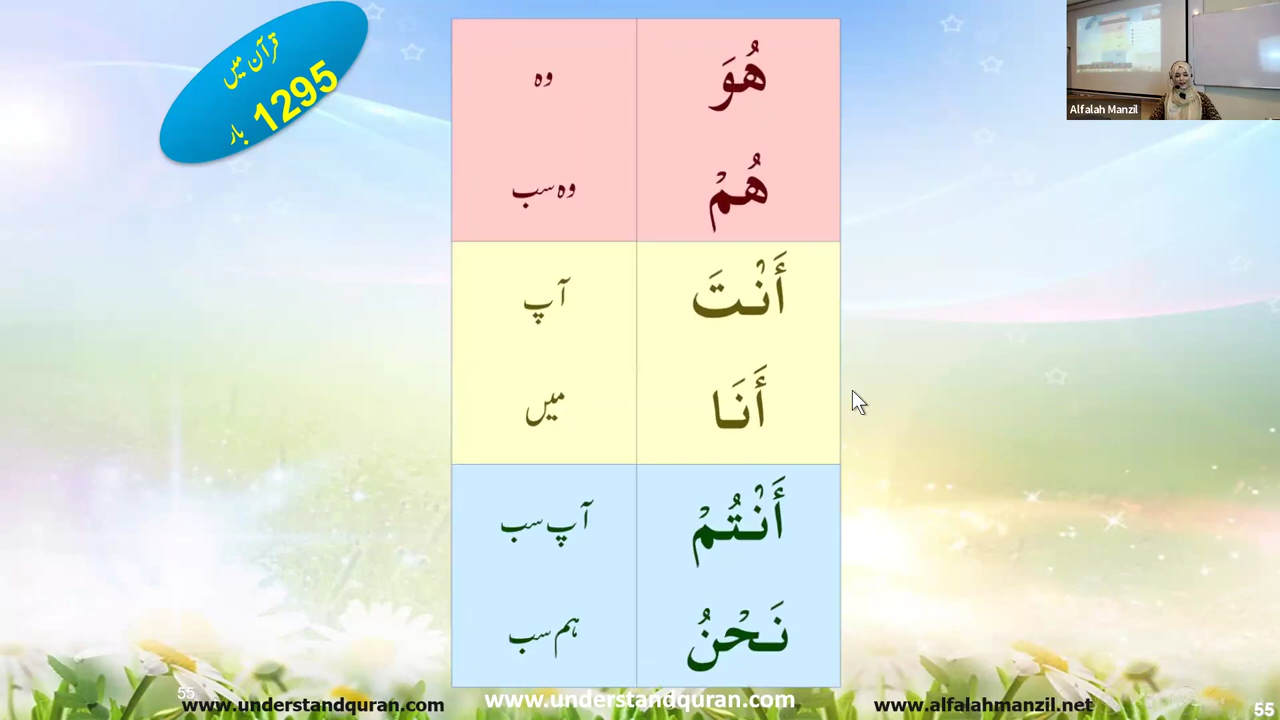 قرآن میں
1295
بار
هُوَ وہ
هُمْ وہ سب
أَنْتَ آپ
أَنَا میں
أَنْتُمْ آپ سب
نَحْنُ ہم سب
Alfalah Manzil
55
www.understandquran.com
www.understandquran.com
www.alfalahmanzil.net
55